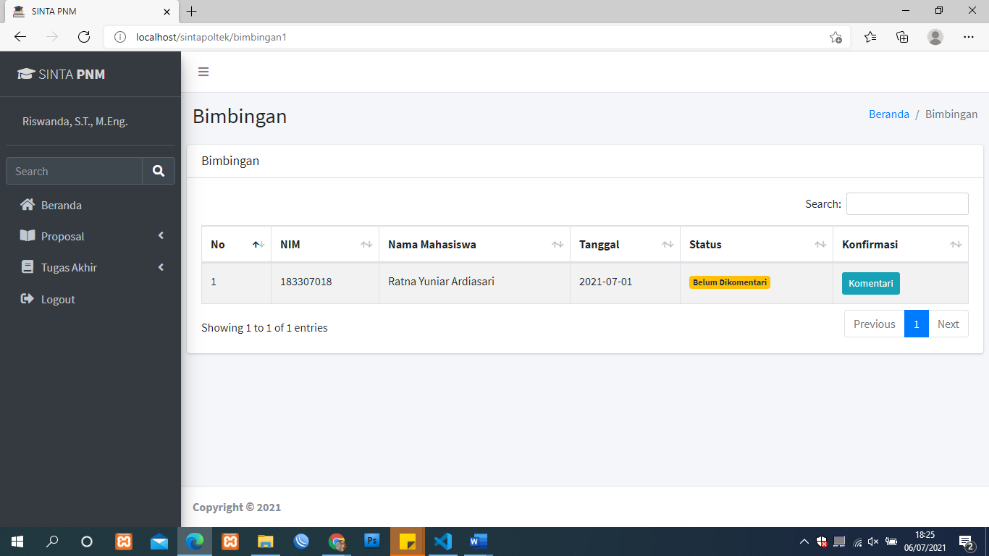 SINTA PNM
localhost/sintapoltek/bimbingan1
SINTA PNM
Riswanda, S.T., M.Eng.
Search
Beranda
Proposal
Tugas Akhir
Logout
Bimbingan
Beranda / Bimbingan
Bimbingan
Search:
No NIM Nama Mahasiswa Tanggal Status Konfirmasi
1 183307018 Ratna Yuniar Ardiasari 2021-07-01 Belum Dikomentari Komentari
Showing 1 to 1 of 1 entries
Previous 1 Next
Copyright © 2021
Ps
18:25
06/07/2021
2